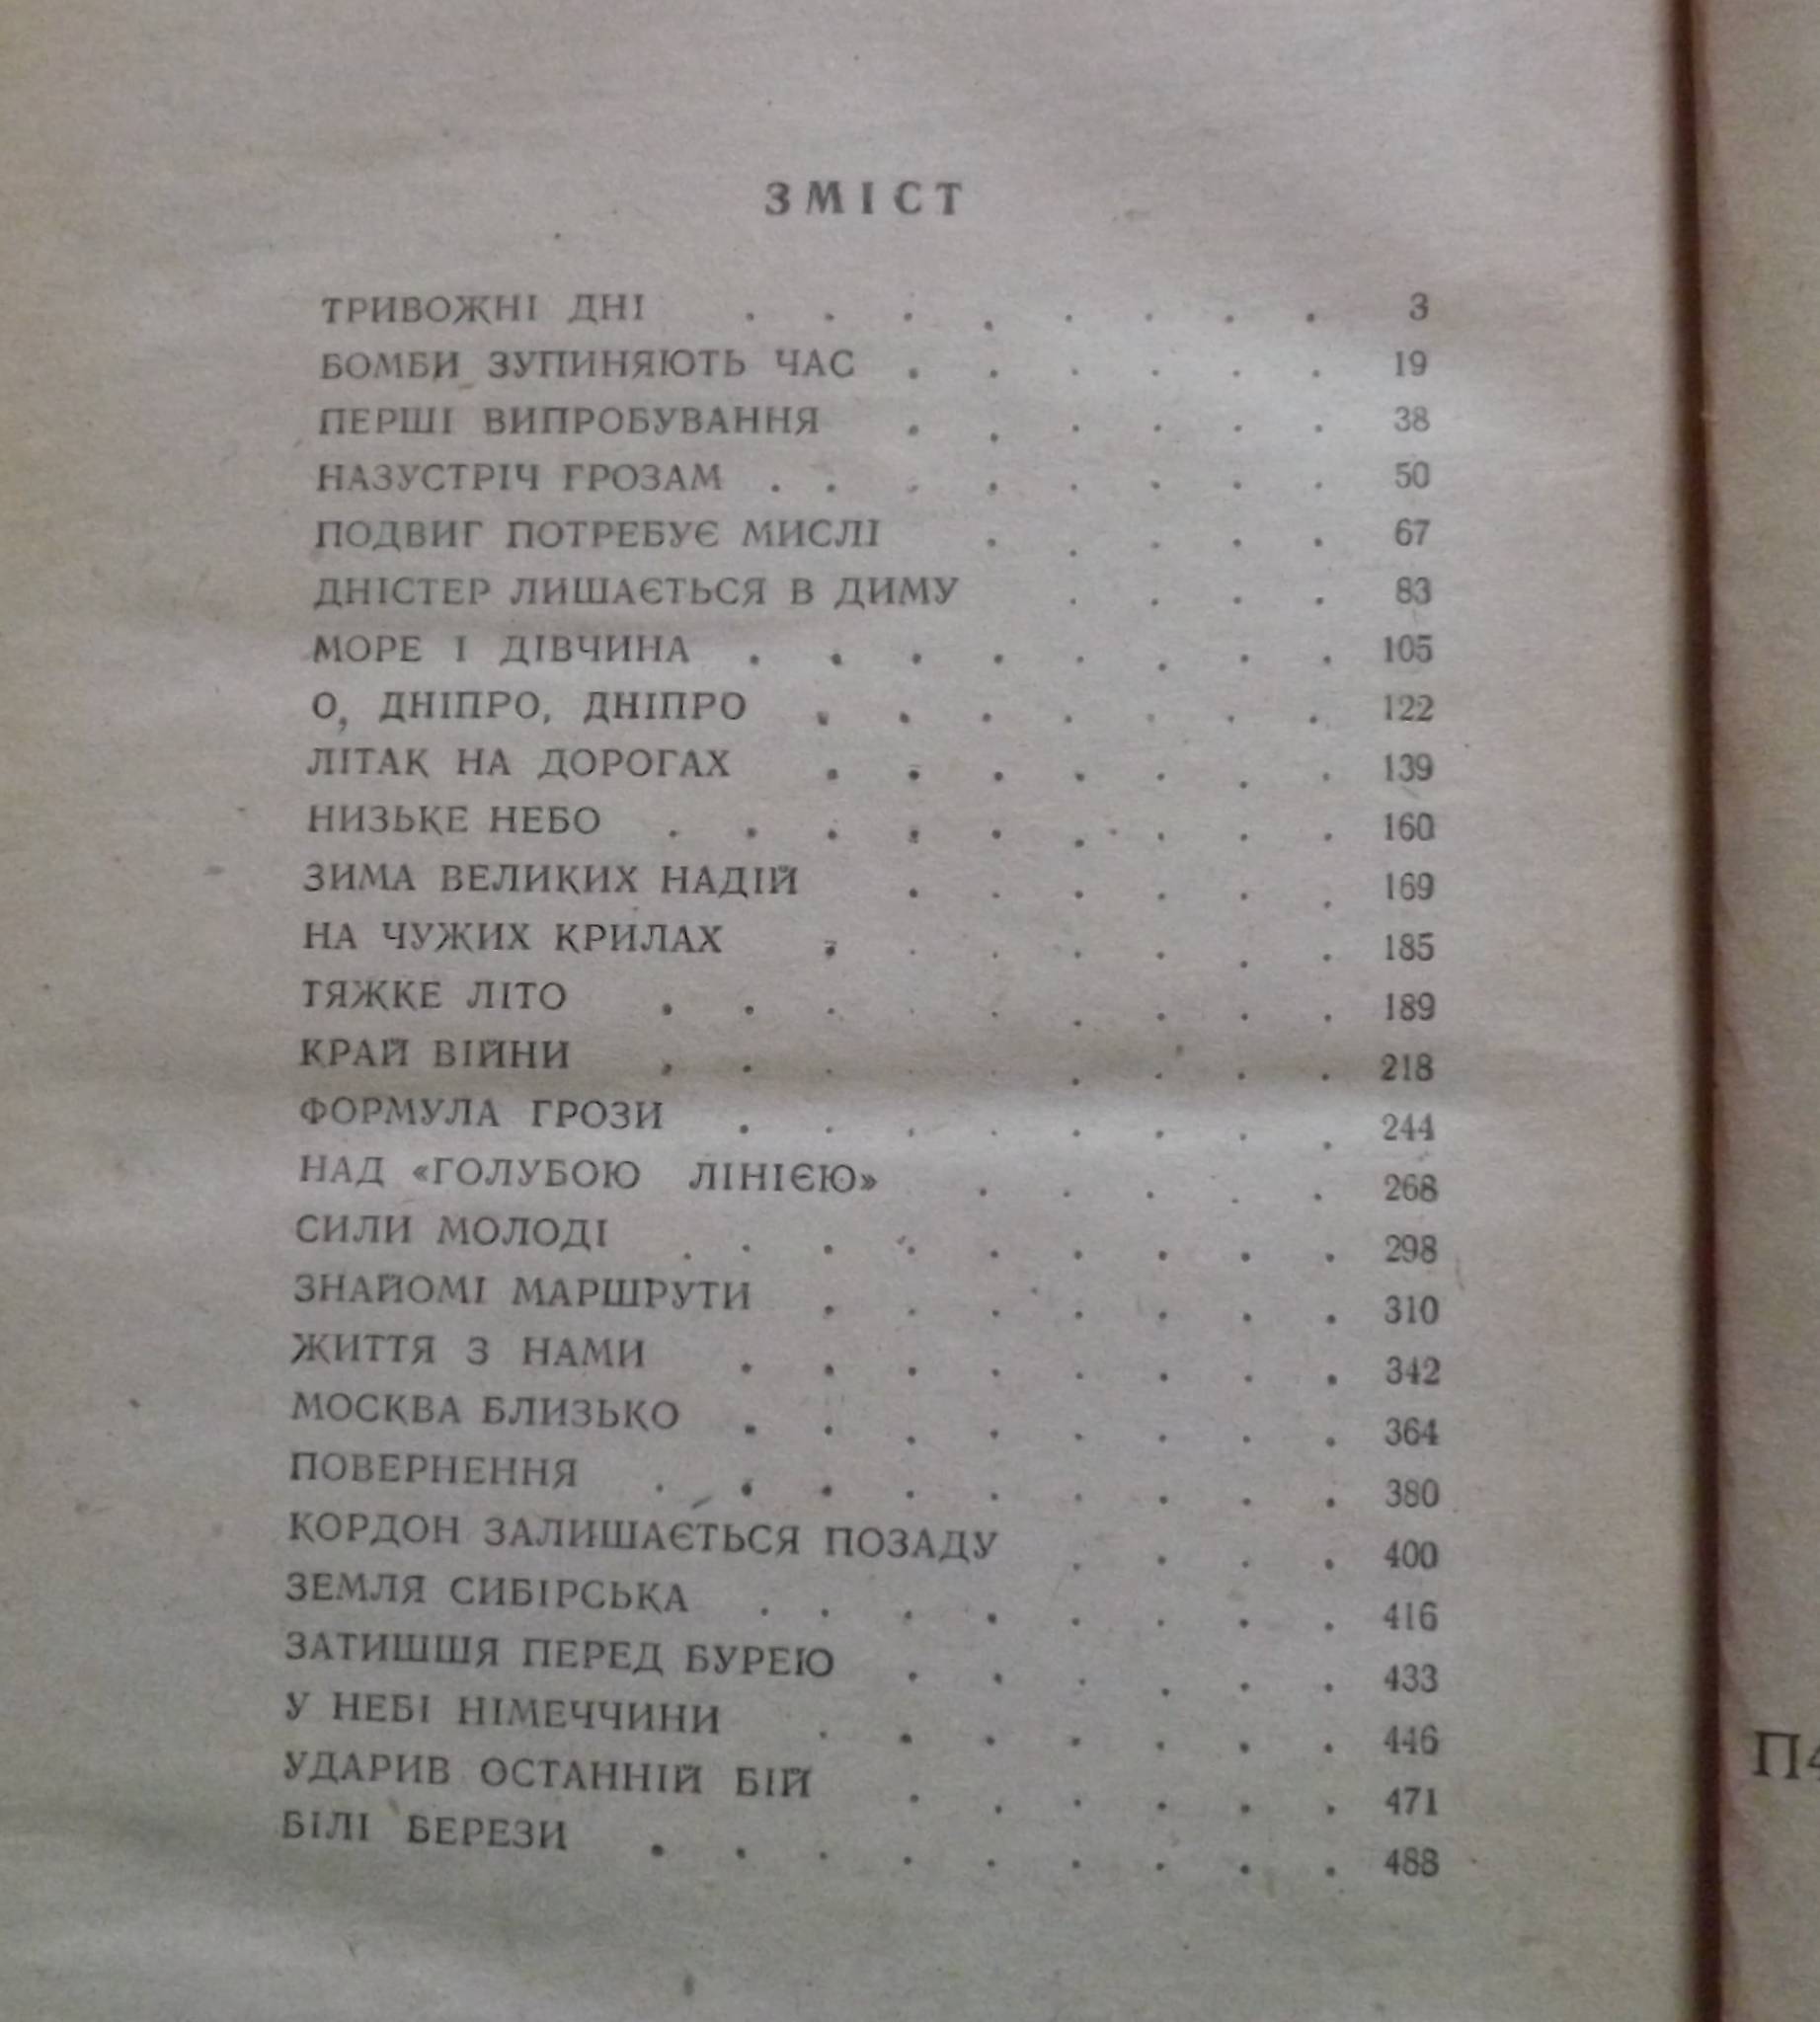 ЗМІСТ
ТРИВОЖНІ ДНІ . . . . . . . . 3
БОМБИ ЗУПИНЯЮТЬ ЧАС . . . . . . 19
ПЕРШІ ВИПРОБУВАННЯ . . . . . . 38
НАЗУСТРІЧ ГРОЗАМ . . . . . . . . 50
ПОДВИГ ПОТРЕБУЄ МИСЛІ . . . . . 67
ДНІСТЕР ЛИШАЄТЬСЯ В ДИМУ . . . . 83
МОРЕ І ДІВЧИНА . . . . . . . . 105
О, ДНІПРО, ДНІПРО . . . . . . . 122
ЛІТАК НА ДОРОГАХ . . . . . . . 139
НИЗЬКЕ НЕБО . . . . . . . . . 160
ЗИМА ВЕЛИКИХ НАДІЙ . . . . . . 169
НА ЧУЖИХ КРИЛАХ . . . . . . . 185
ТЯЖКЕ ЛІТО . . . . . . . . . 189
КРАЙ ВІЙНИ . . . . . . . . . 218
ФОРМУЛА ГРОЗИ . . . . . . . . 244
НАД «ГОЛУБОЮ ЛІНІЄЮ» . . . . . 268
СИЛИ МОЛОДІ . . . . . . . . . 298
ЗНАЙОМІ МАРШРУТИ . . . . . . . 310
ЖИТТЯ З НАМИ . . . . . . . . 342
МОСКВА БЛИЗЬКО . . . . . . . . 364
ПОВЕРНЕННЯ . . . . . . . . . 380
КОРДОН ЗАЛИШАЄТЬСЯ ПОЗАДУ . . . . 400
ЗЕМЛЯ СИБІРСЬКА . . . . . . . . 416
ЗАТИШШЯ ПЕРЕД БУРЕЮ . . . . . . 433
У НЕБІ НІМЕЧЧИНИ . . . . . . . 446
УДАРИВ ОСТАННІЙ БІЙ . . . . . . 471
БІЛІ БЕРЕЗИ . . . . . . . . . 488